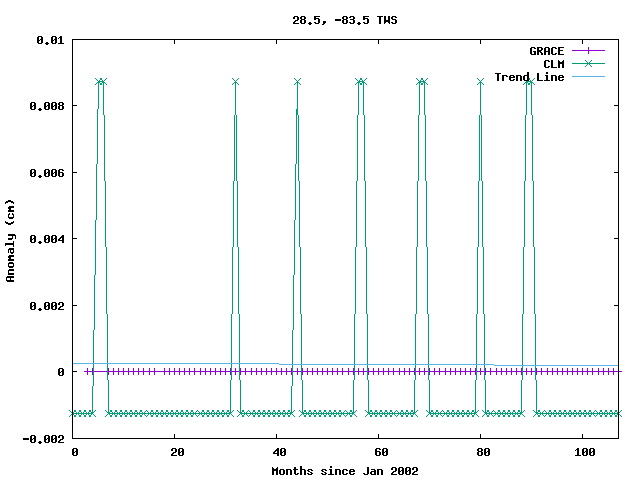 28.5, -83.5 TWS
GRACE
CLM
Trend Line
0.01
0.008
0.006
0.004
0.002
0
-0.002
Anomaly (cm)
0 20 40 60 80 100
Months since Jan 2002